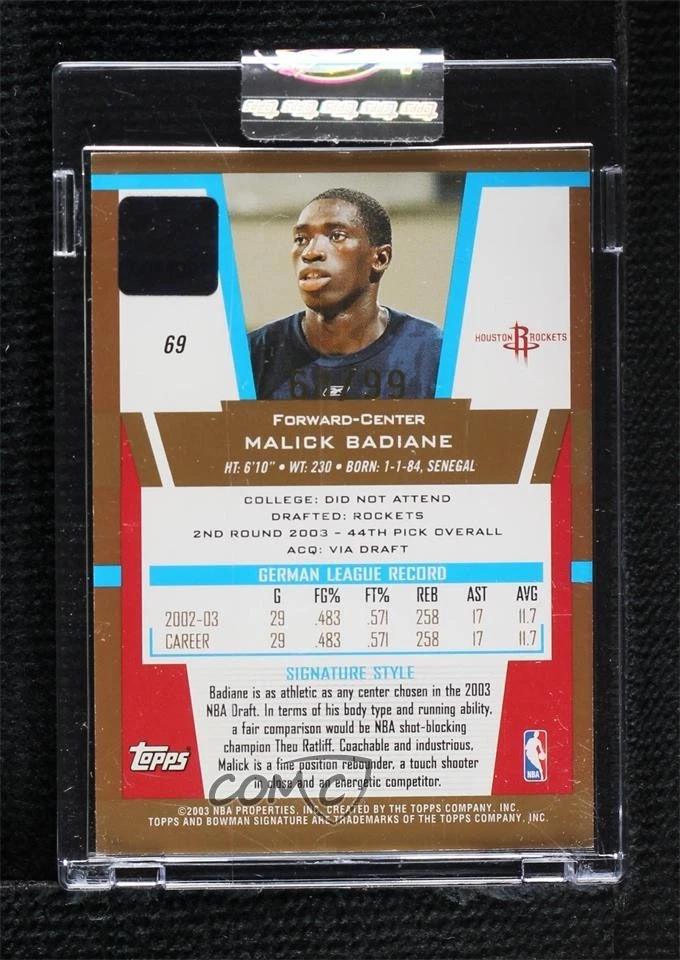 69
HOUSTON ROCKETS
/99
FORWARD-CENTER
MALICK BADIANE
HT: 6'10" • WT: 230 • BORN: 1-1-84, SENEGAL
COLLEGE: DID NOT ATTEND
DRAFTED: ROCKETS
2ND ROUND 2003 - 44TH PICK OVERALL
ACQ: VIA DRAFT
GERMAN LEAGUE RECORD
G FG% FT% REB AST AVG
2002-03 29 .483 .571 258 17 11.7
CAREER 29 .483 .571 258 17 11.7
SIGNATURE STYLE
Badiane is as athletic as any center chosen in the 2003
NBA Draft. In terms of his body type and running ability,
a fair comparison would be NBA shot-blocking
champion Theo Ratliff. Coachable and industrious,
Malick is a fine position rebounder, a touch shooter
in close and an energetic competitor.
Topps
NBA
COMC
©2003 NBA PROPERTIES, INC. CREATED BY THE TOPPS COMPANY, INC.
TOPPS AND BOWMAN SIGNATURE ARE TRADEMARKS OF THE TOPPS COMPANY, INC.